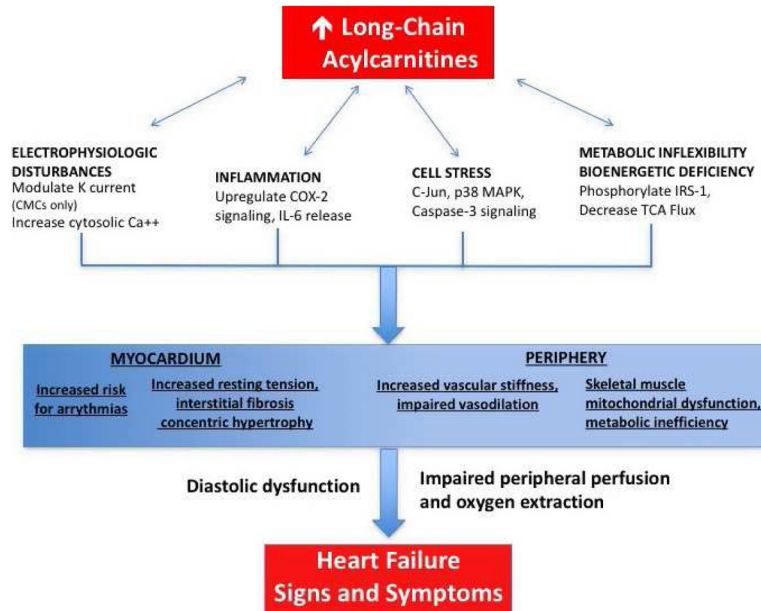 ↑ Long-Chain
Acylcarnitines
ELECTROPHYSIOLOGIC
DISTURBANCES
Modulate K current
(CMCs only)
Increase cytosolic Ca++
INFLAMMATION
Upregulate COX-2
signaling, IL-6 release
CELL STRESS
C-Jun, p38 MAPK,
Caspase-3 signaling
METABOLIC INFLEXIBILITY
BIOENERGETIC DEFICIENCY
Phosphorylate IRS-1,
Decrease TCA Flux
MYOCARDIUM
Increased risk
for arrythmias
Increased resting tension,
interstitial fibrosis
concentric hypertrophy
PERIPHERY
Increased vascular stiffness,
impaired vasodilation
Skeletal muscle
mitochondrial dysfunction,
metabolic inefficiency
Diastolic dysfunction
Impaired peripheral perfusion
and oxygen extraction
Heart Failure
Signs and Symptoms